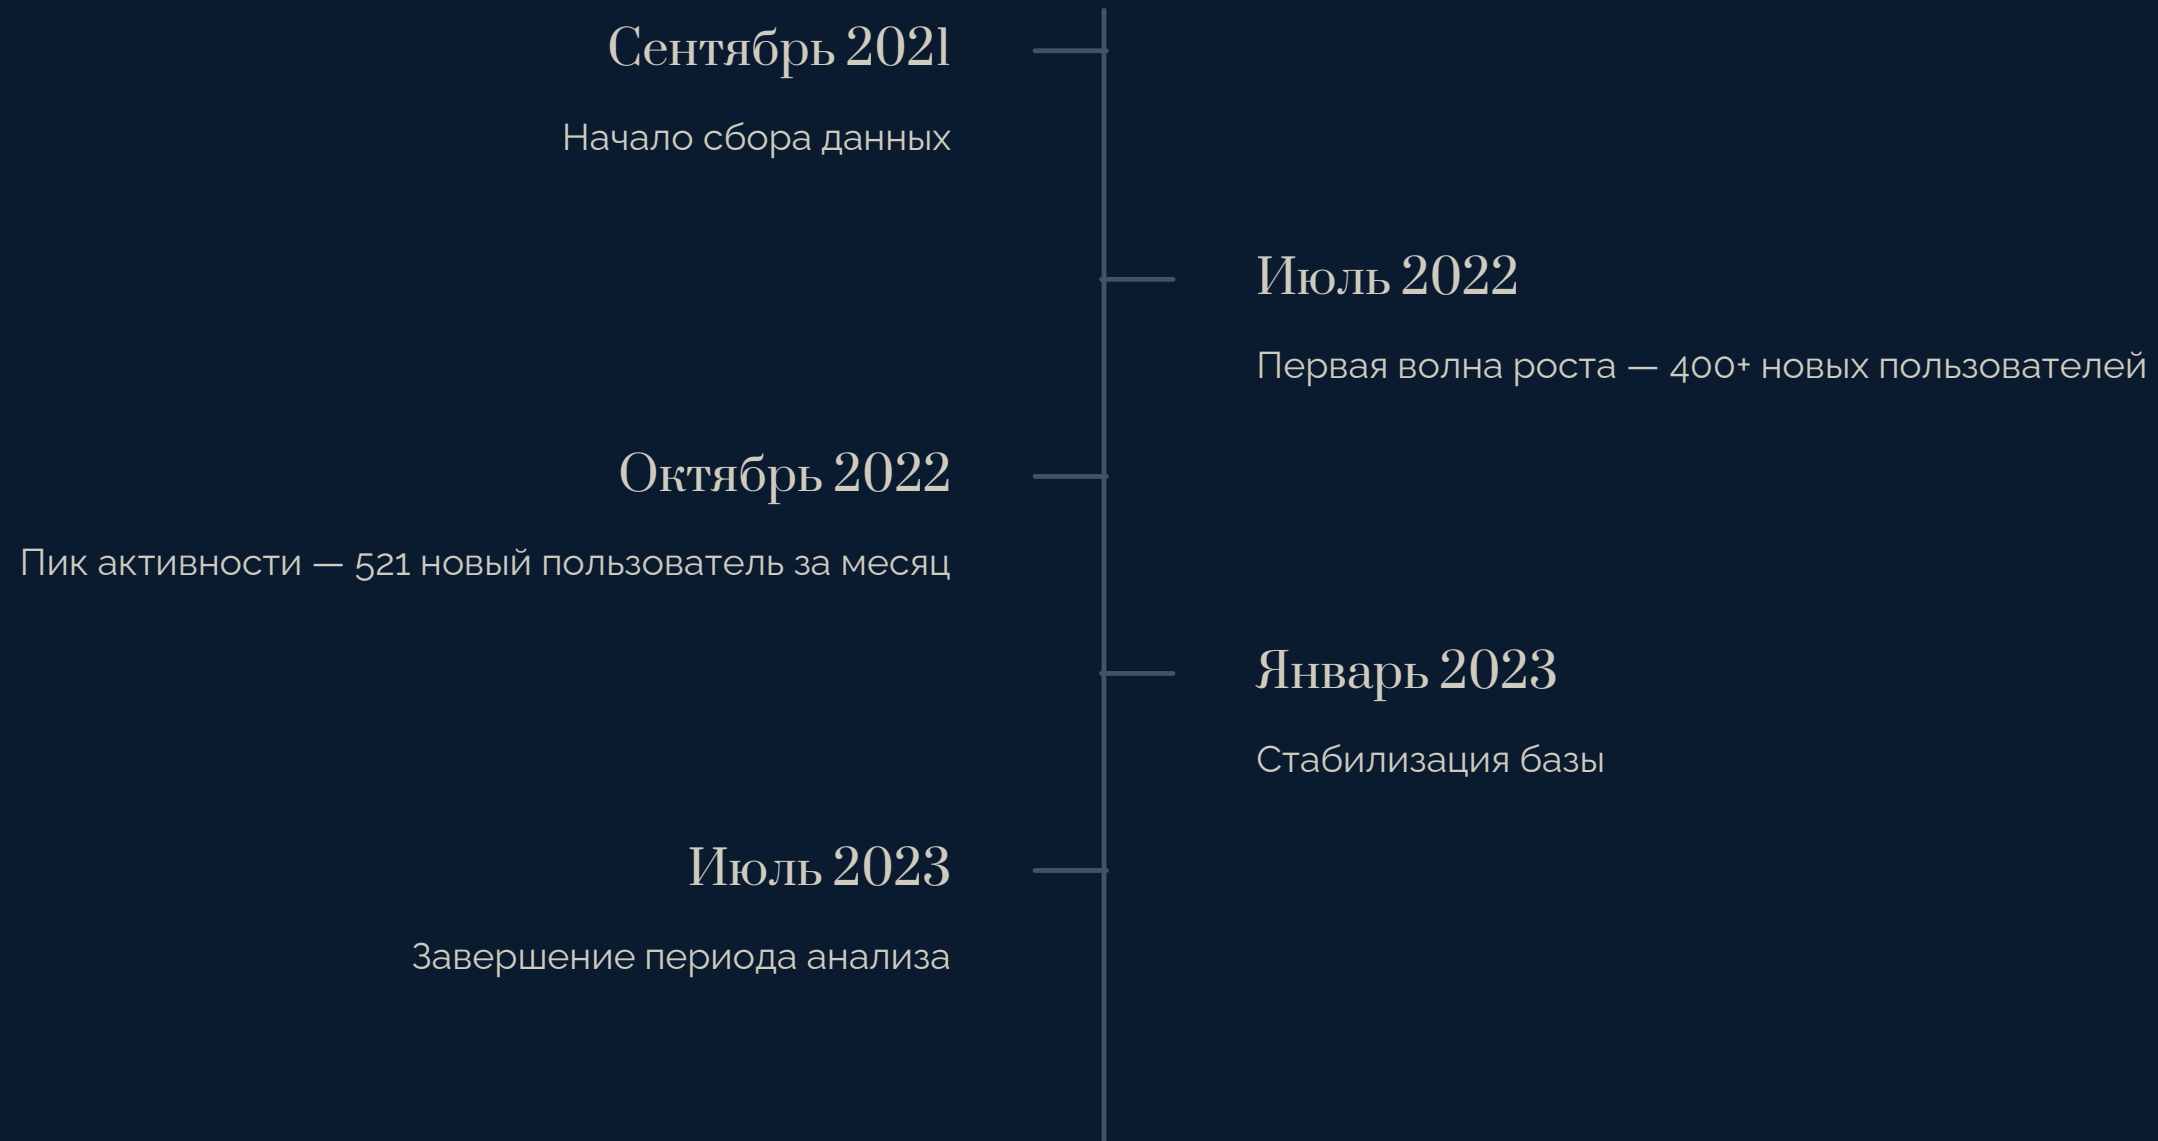 Сентябрь 2021
Начало сбора данных
Июль 2022
Первая волна роста — 400+ новых пользователей
Октябрь 2022
Пик активности — 521 новый пользователь за месяц
Январь 2023
Стабилизация базы
Июль 2023
Завершение периода анализа